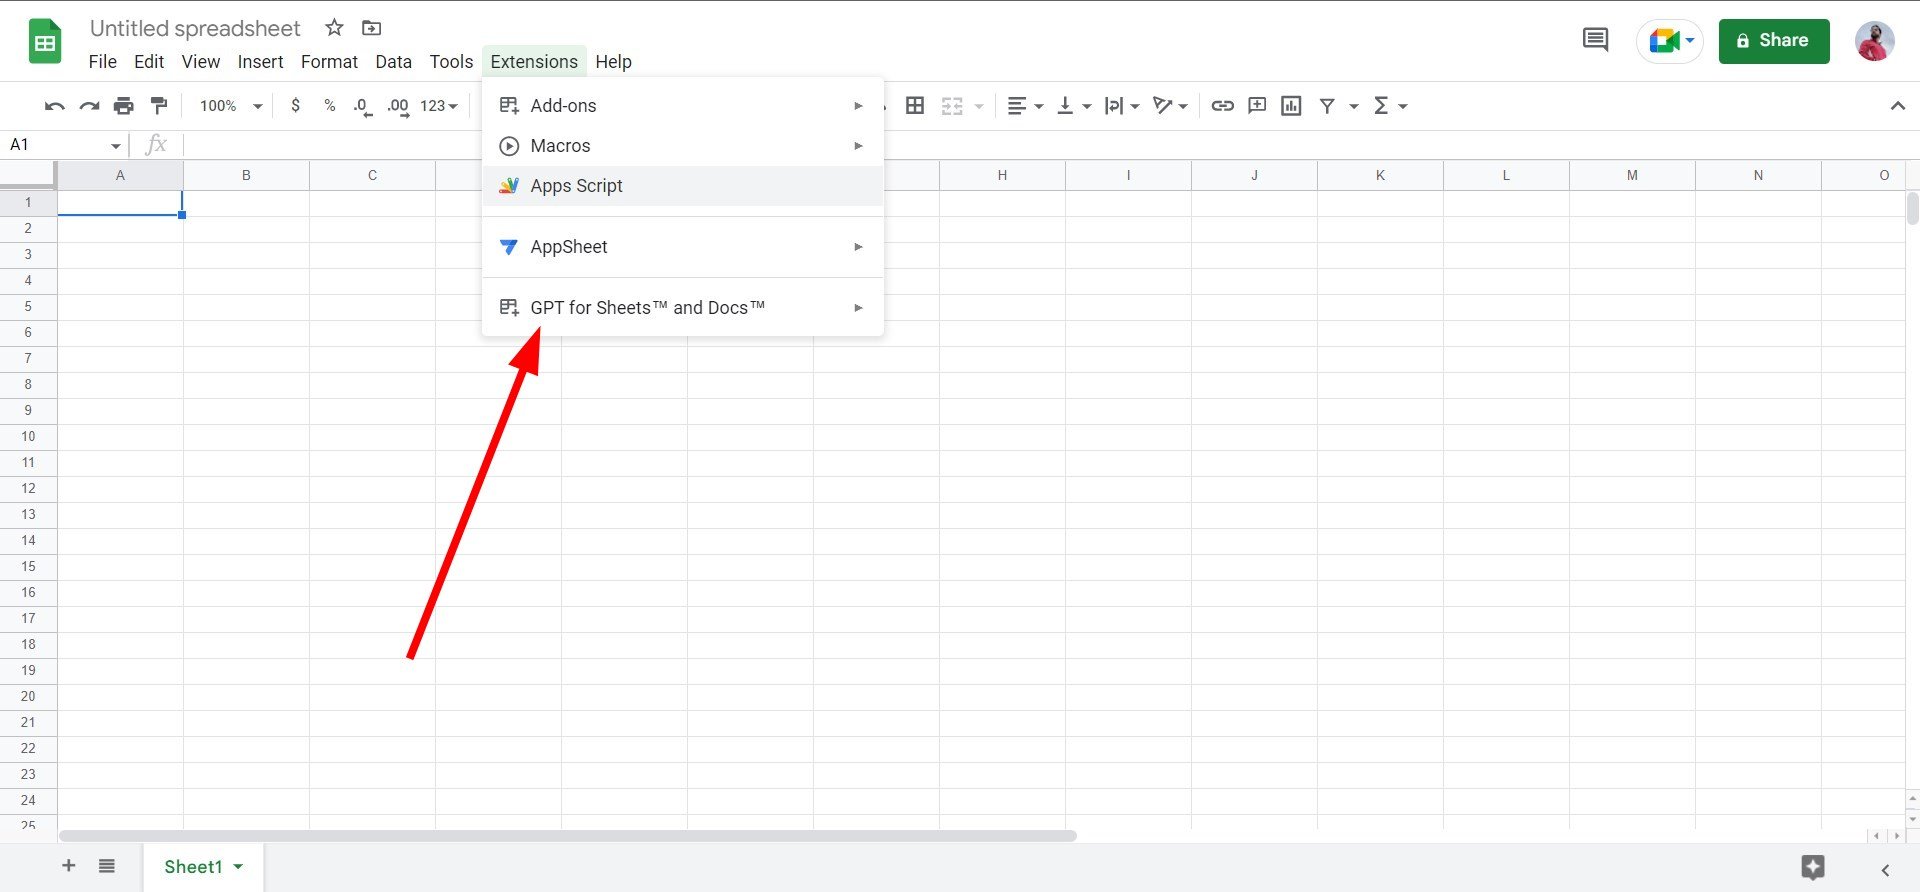 Untitled spreadsheet
File Edit View Insert Format Data Tools Extensions Help
Share
100% $ % .0 .00 123
Add-ons
Macros
Apps Script
AppSheet
GPT for Sheets™ and Docs™
A1 fx
A B C H I J K L M N O
1
2
3
4
5
6
7
8
9
10
11
12
13
14
15
16
17
18
19
20
21
22
23
24
25
Sheet1